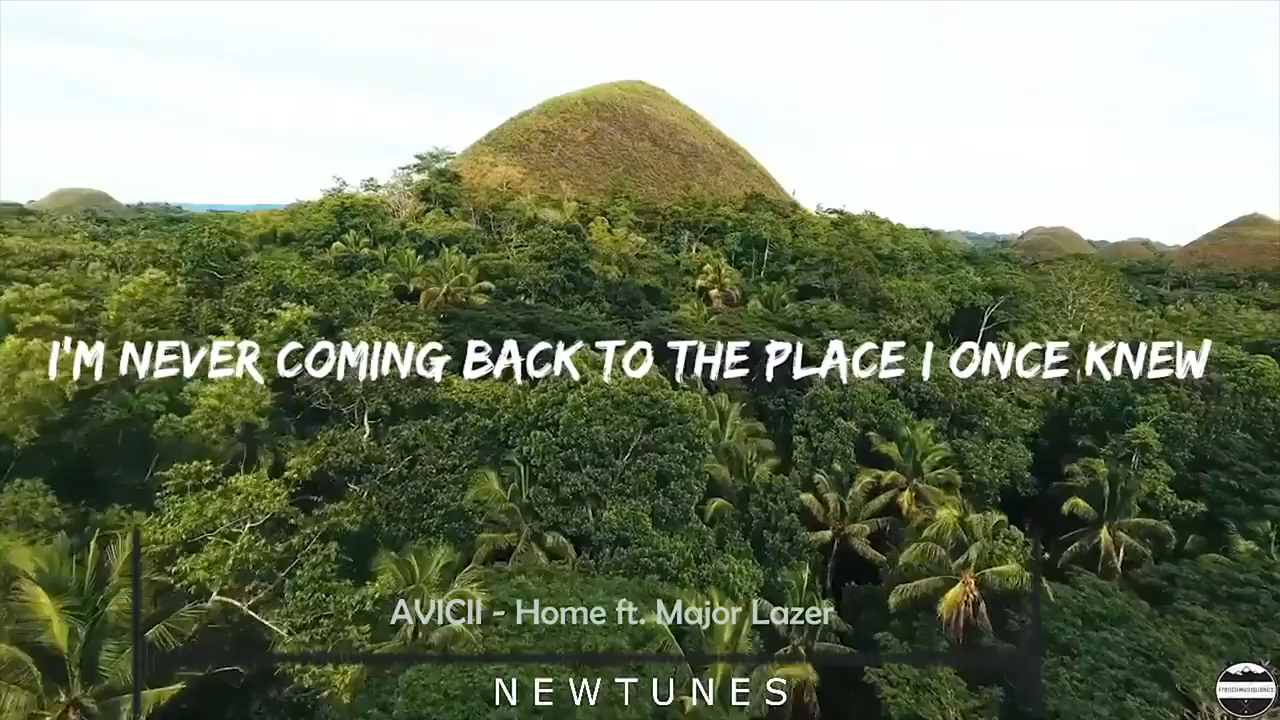 I'M NEVER COMING BACK TO THE PLACE I ONCE KNEW
AVICII - Home ft. Major Lazer
NEWTUNES